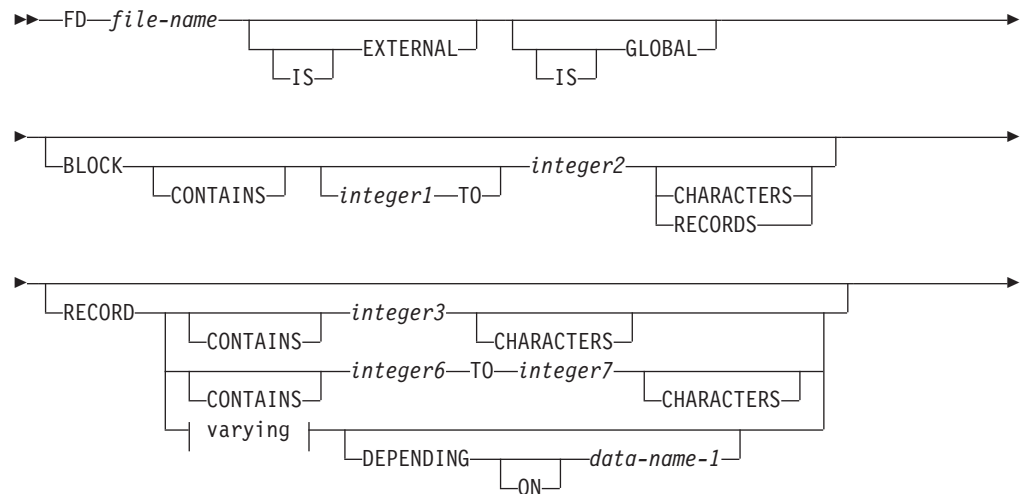 FD file-name EXTERNAL GLOBAL
IS IS
BLOCK integer2
CONTAINS integer1 TO CHARACTERS
RECORDS
RECORD integer3
CONTAINS CHARACTERS
integer6 TO integer7
CONTAINS CHARACTERS
varying
DEPENDING data-name-1
ON